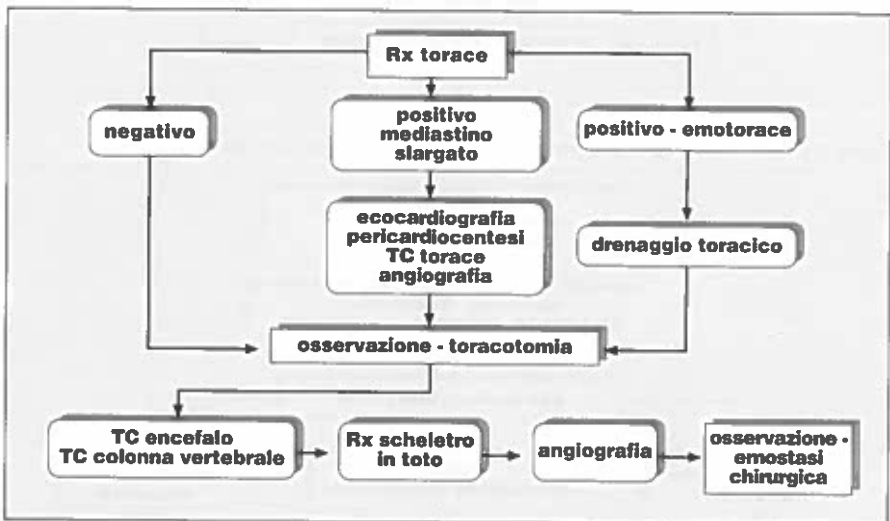 Rx torace
negativo
positivo
mediastino
slargato
positivo - emotorace
ecocardiografia
pericardiocentesi
TC torace
angiografia
drenaggio toracico
osservazione - toracotomia
TC encefalo
TC colonna vertebrale
Rx scheletro
in toto
angiografia
osservazione -
emostasi
chirurgica